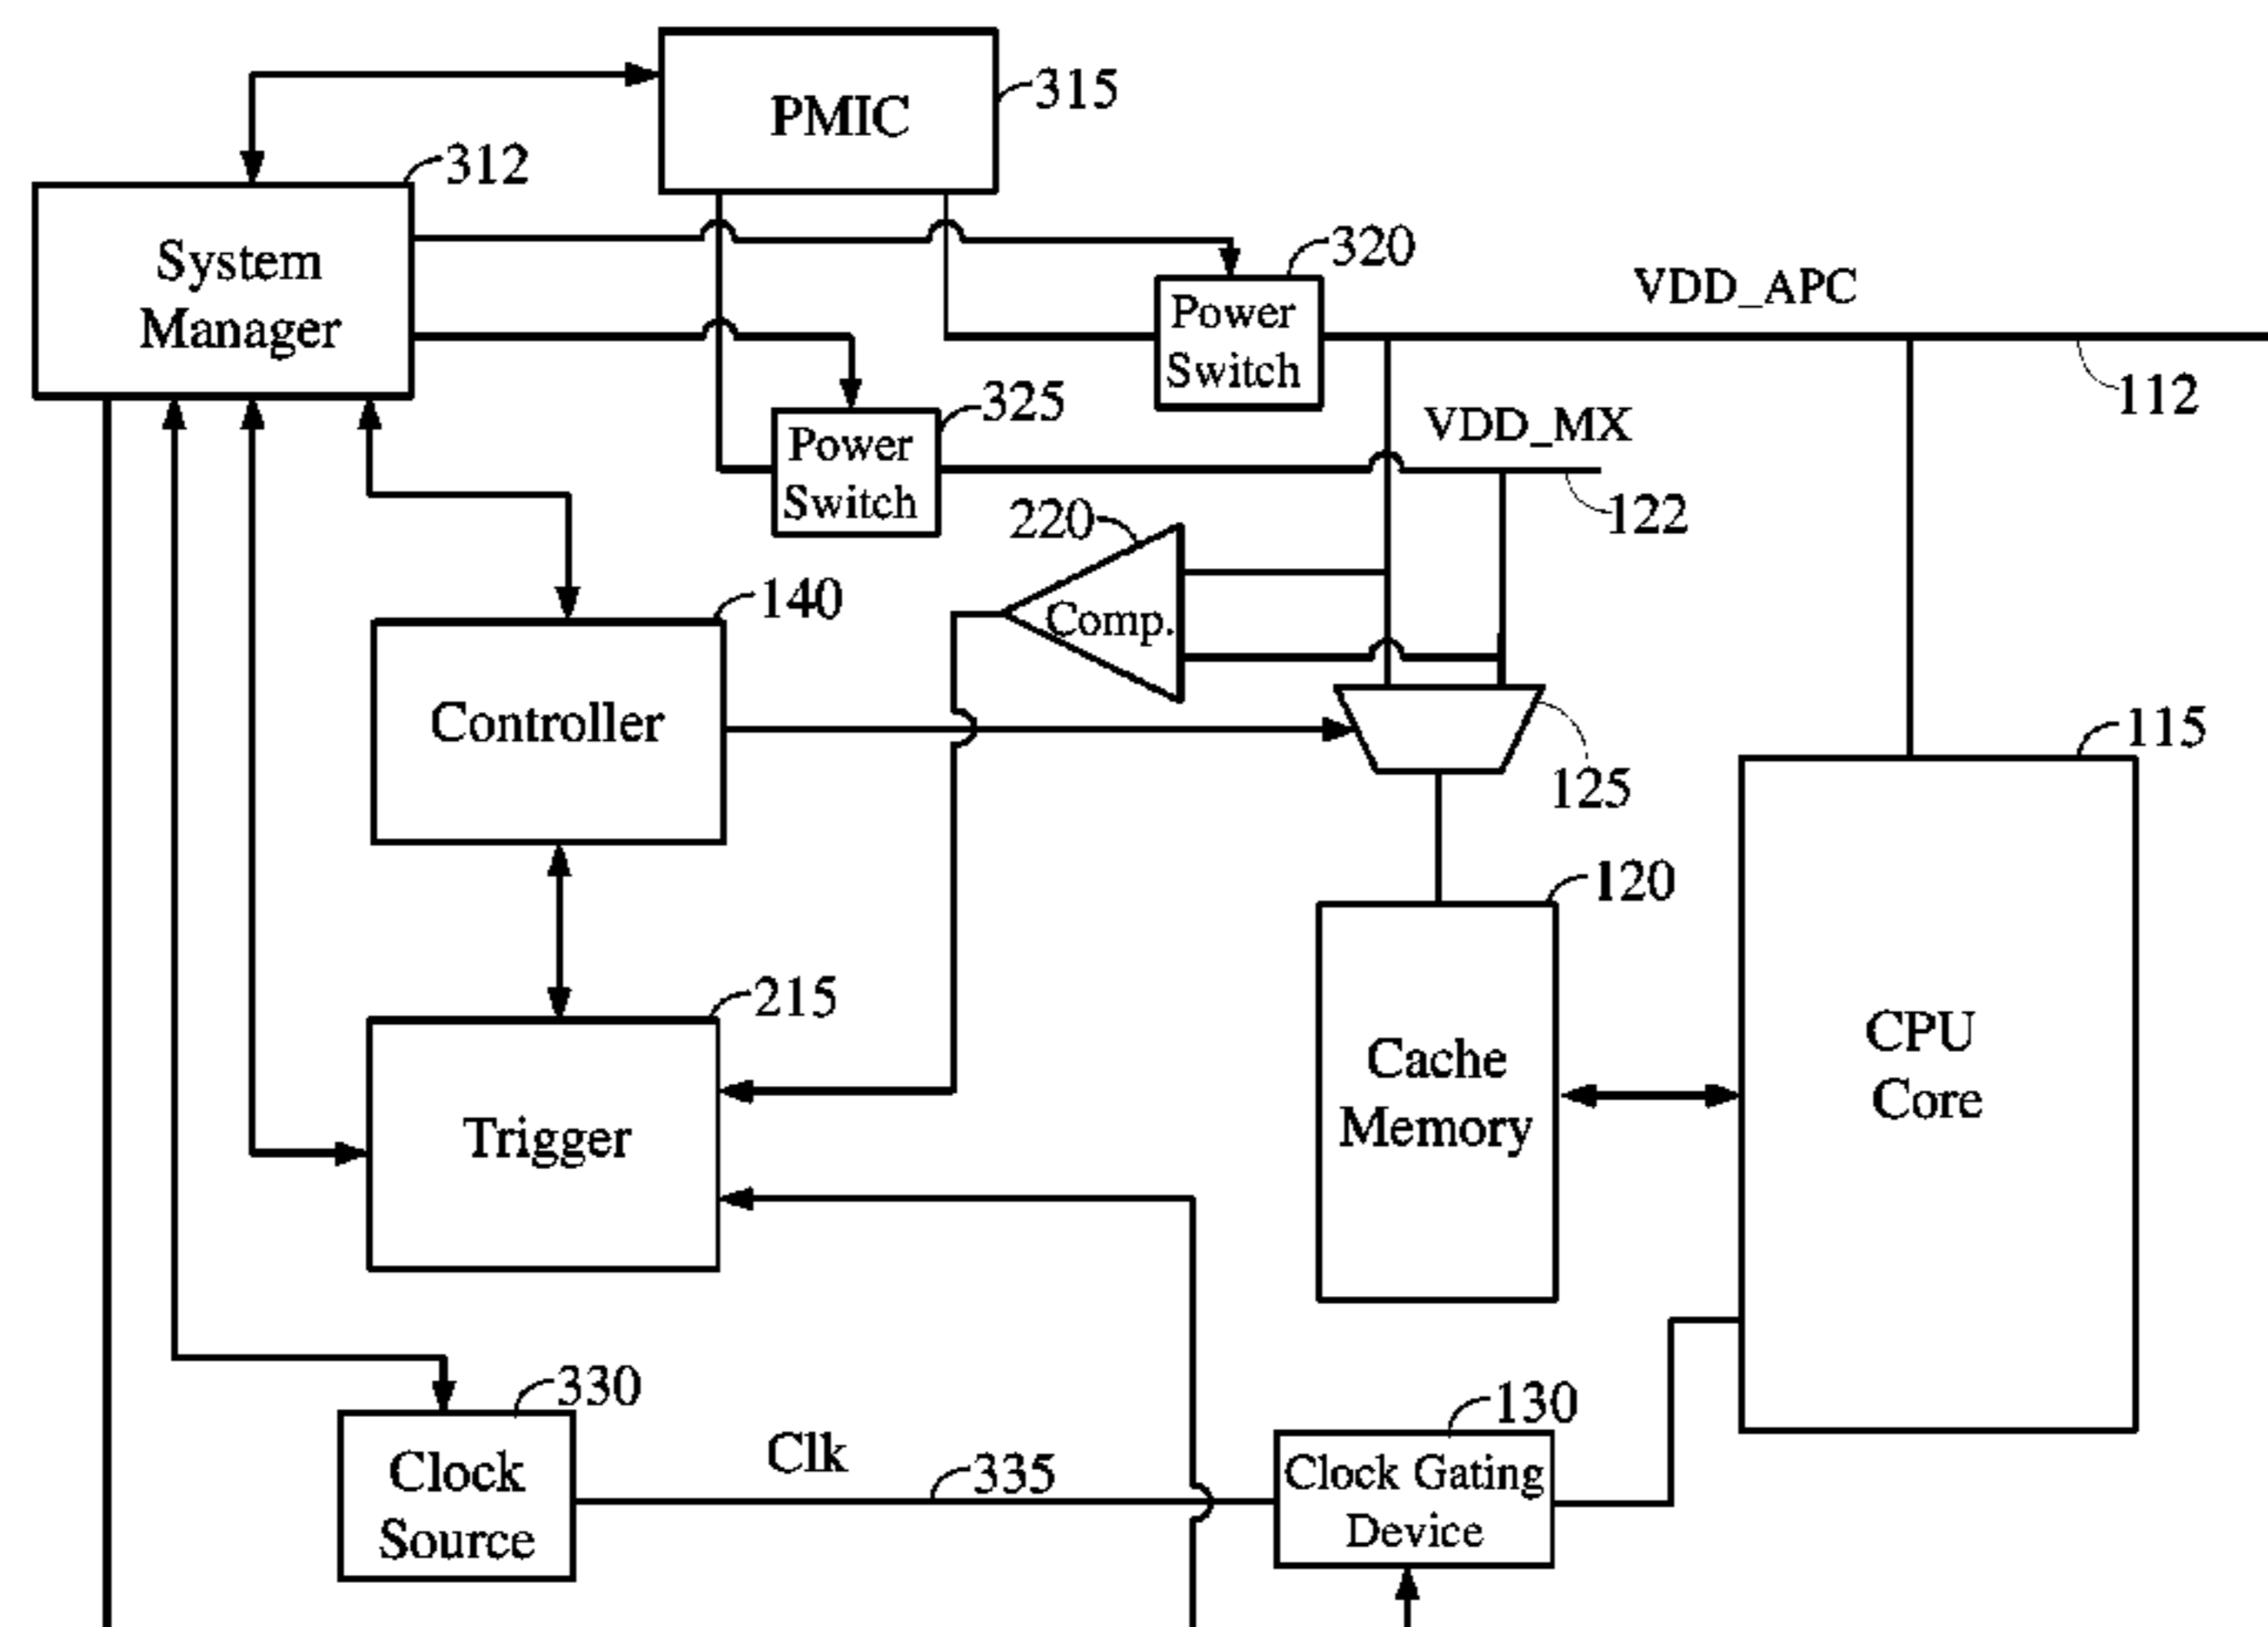 PMIC
315
312
System
Manager
320
Power
Switch
VDD_APC
112
325
Power
Switch
VDD_MX
122
220
Comp.
140
Controller
125
115
120
215
Cache
Memory
CPU
Core
Trigger
330
Clock
Source
Clk
335
130
Clock Gating
Device